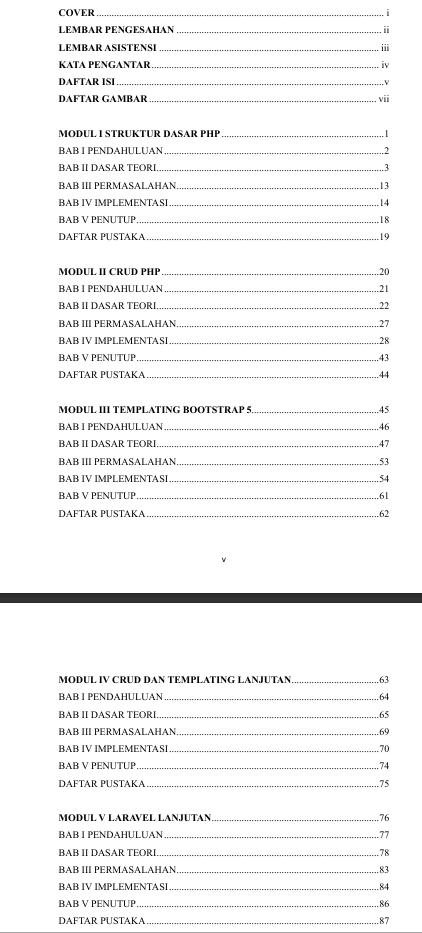 COVER ........ i
LEMBAR PENGESAHAN ........ ii
LEMBAR ASISTENSI ........ iii
KATA PENGANTAR ........ iv
DAFTAR ISI ........ v
DAFTAR GAMBAR ........ vii
MODUL I STRUKTUR DASAR PHP ........ 1
BAB I PENDAHULUAN ........ 2
BAB II DASAR TEORI ........ 3
BAB III PERMASALAHAN ........ 13
BAB IV IMPLEMENTASI ........ 14
BAB V PENUTUP ........ 18
DAFTAR PUSTAKA ........ 19
MODUL II CRUD PHP ........ 20
BAB I PENDAHULUAN ........ 21
BAB II DASAR TEORI ........ 22
BAB III PERMASALAHAN ........ 27
BAB IV IMPLEMENTASI ........ 28
BAB V PENUTUP ........ 43
DAFTAR PUSTAKA ........ 44
MODUL III TEMPLATING BOOTSTRAP 5 ........ 45
BAB I PENDAHULUAN ........ 46
BAB II DASAR TEORI ........ 47
BAB III PERMASALAHAN ........ 53
BAB IV IMPLEMENTASI ........ 54
BAB V PENUTUP ........ 61
DAFTAR PUSTAKA ........ 62
v
MODUL IV CRUD DAN TEMPLATING LANJUTAN ........ 63
BAB I PENDAHULUAN ........ 64
BAB II DASAR TEORI ........ 65
BAB III PERMASALAHAN ........ 69
BAB IV IMPLEMENTASI ........ 70
BAB V PENUTUP ........ 74
DAFTAR PUSTAKA ........ 75
MODUL V LARAVEL LANJUTAN ........ 76
BAB I PENDAHULUAN ........ 77
BAB II DASAR TEORI ........ 78
BAB III PERMASALAHAN ........ 83
BAB IV IMPLEMENTASI ........ 84
BAB V PENUTUP ........ 86
DAFTAR PUSTAKA ........ 87